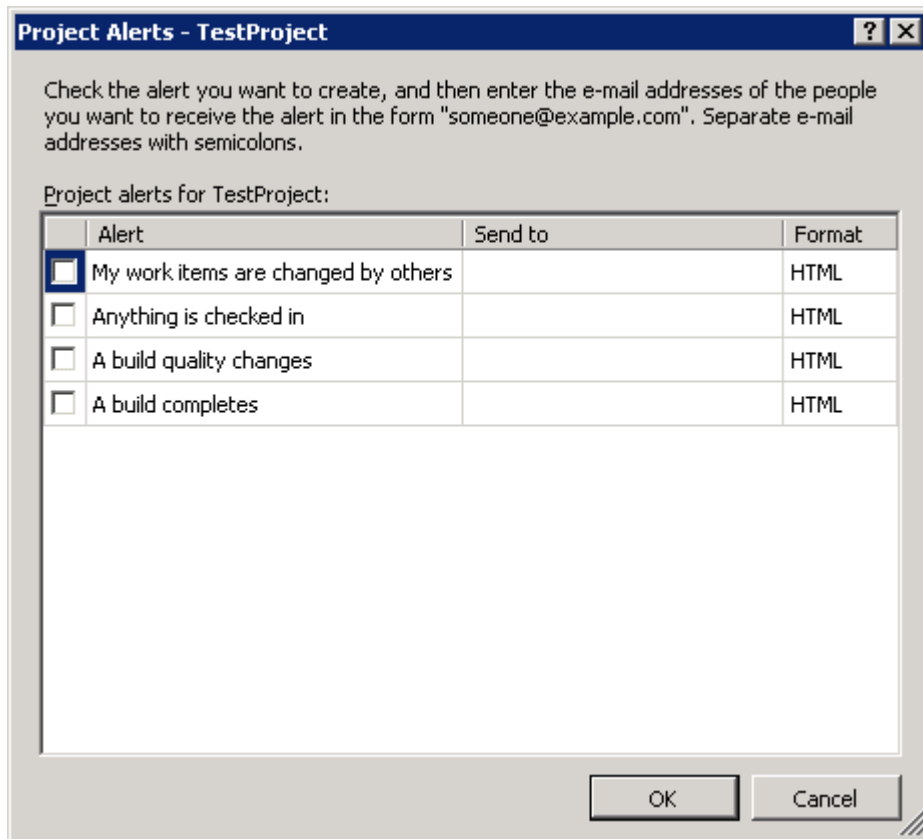 Project Alerts - TestProject
Check the alert you want to create, and then enter the e-mail addresses of the people
you want to receive the alert in the form "someone@example.com". Separate e-mail
addresses with semicolons.
Project alerts for TestProject:
Alert Send to Format
My work items are changed by others HTML
Anything is checked in HTML
A build quality changes HTML
A build completes HTML
OK Cancel